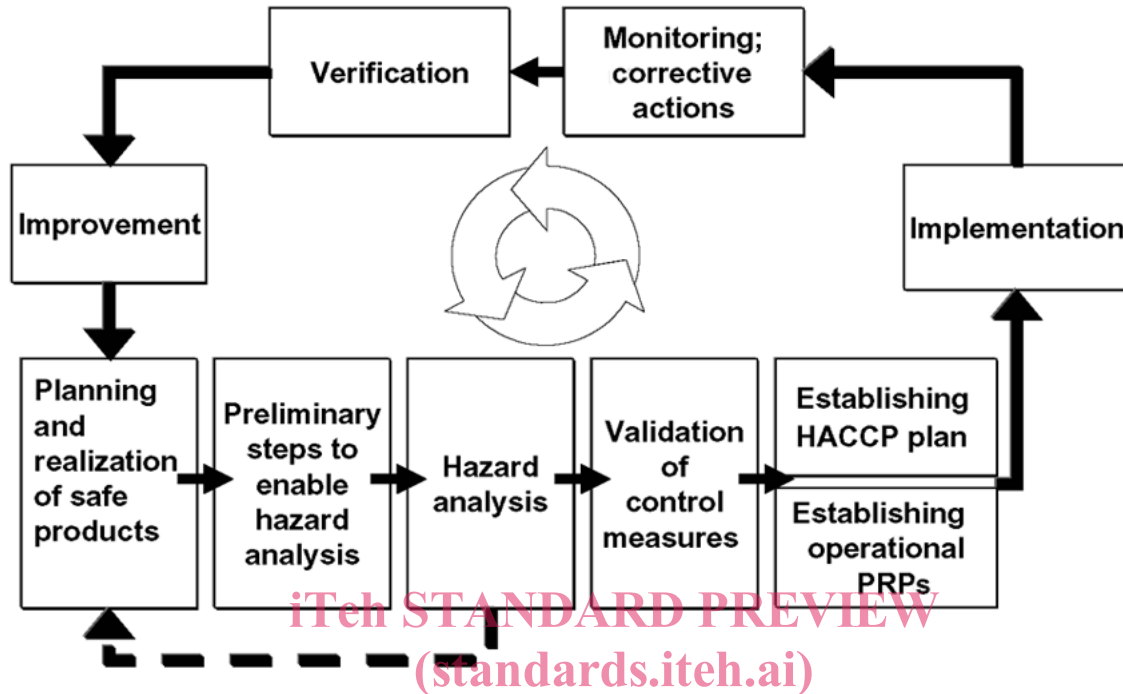 Verification
Monitoring;
corrective
actions
Improvement
Implementation
Planning
and
realization
of safe
products
Preliminary
steps to
enable
hazard
analysis
Hazard
analysis
Validation
of
control
measures
Establishing
HACCP plan
Establishing
operational
PRPs
iTeh STANDARD PREVIEW
(standards.iteh.ai)